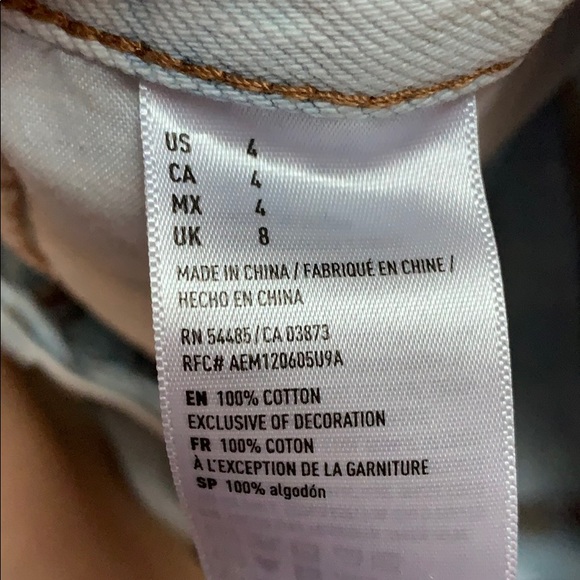 US 4
CA 4
MX 4
UK 8
MADE IN CHINA / FABRIQUÉ EN CHINE /
HECHO EN CHINA
RN 54485 / CA 03873
RFC# AEM120605U9A
EN 100% COTTON
EXCLUSIVE OF DECORATION
FR 100% COTON
À L'EXCEPTION DE LA GARNITURE
SP 100% algodón